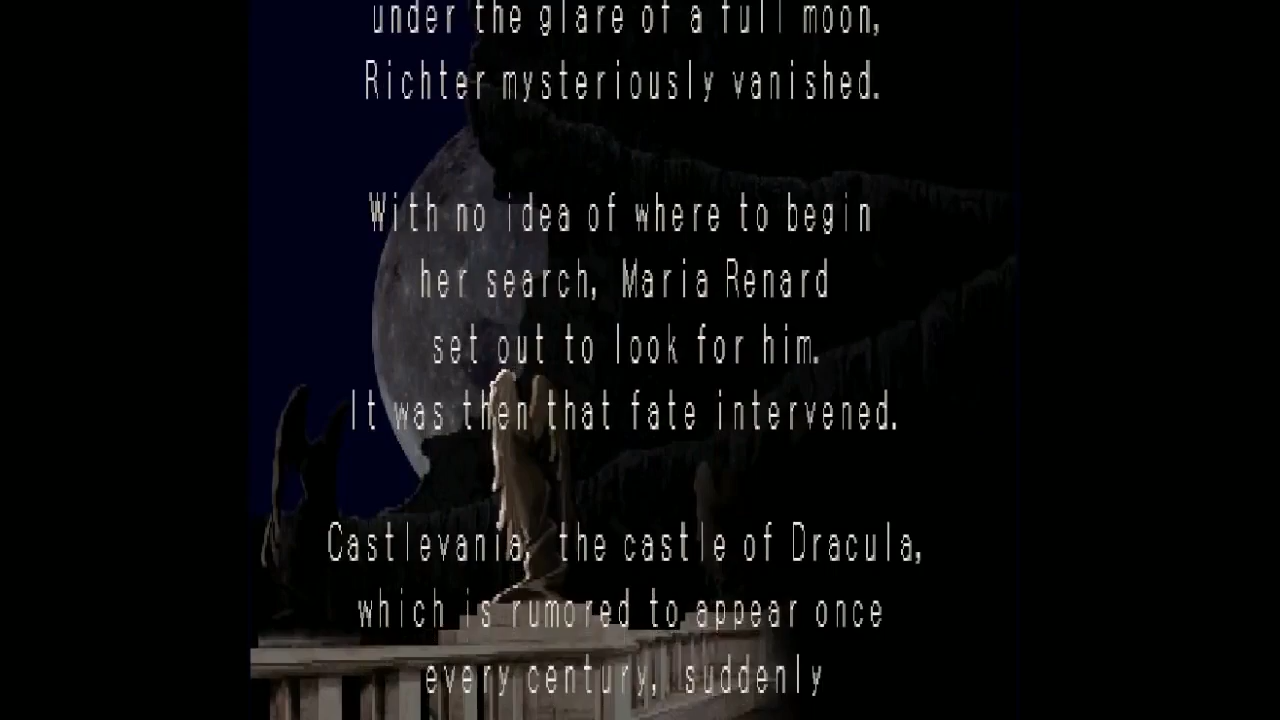 under the glare of a full moon,
Richter mysteriously vanished.
With no idea of where to begin
her search, Maria Renard
set out to look for him.
It was then that fate intervened.
Castlevania, the castle of Dracula,
which is rumored to appear once
every century, suddenly